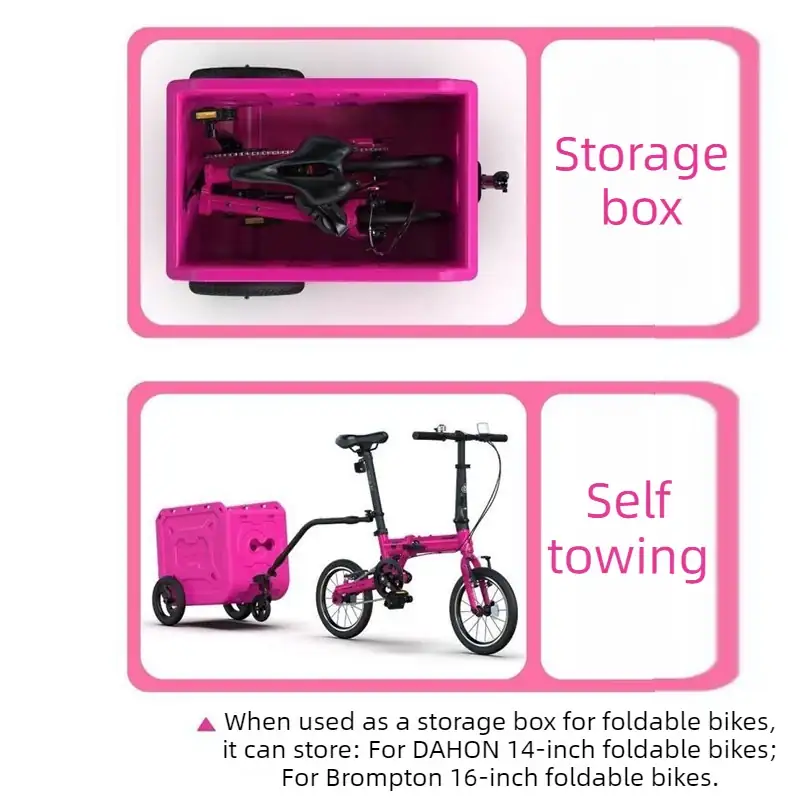 Storage
box
Self
towing
When used as a storage box for foldable bikes,
it can store: For DAHON 14-inch foldable bikes;
For Brompton 16-inch foldable bikes.